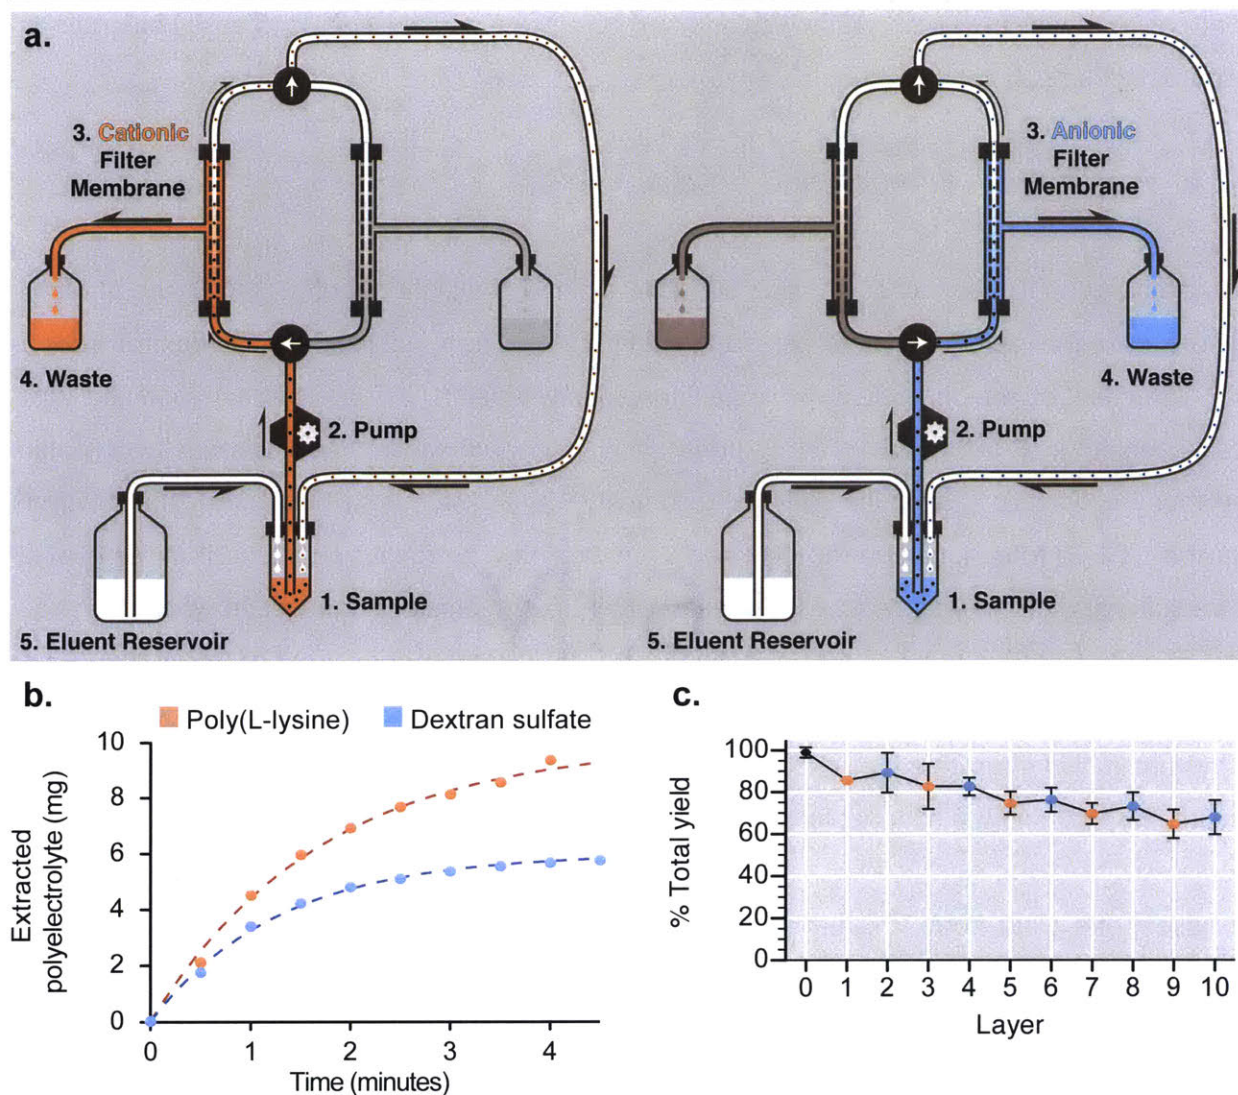 a.
3. Cationic
Filter
Membrane
4. Waste
2. Pump
1. Sample
5. Eluent Reservoir
3. Anionic
Filter
Membrane
4. Waste
2. Pump
1. Sample
5. Eluent Reservoir
b.
Poly(L-lysine)
Dextran sulfate
Extracted
polyelectrolyte (mg)
10
8
6
4
2
0
0 1 2 3 4
Time (minutes)
c.
% Total yield
100
80
60
40
20
0
0 1 2 3 4 5 6 7 8 9 10
Layer